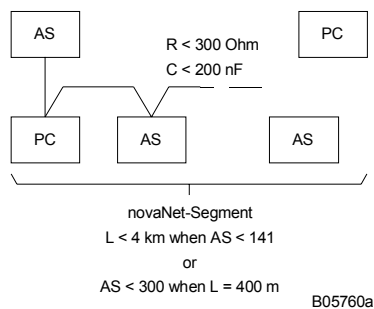 AS
PC
R < 300 Ohm
C < 200 nF
PC
AS
AS
novaNet-Segment
L < 4 km when AS < 141
or
AS < 300 when L = 400 m
B05760a